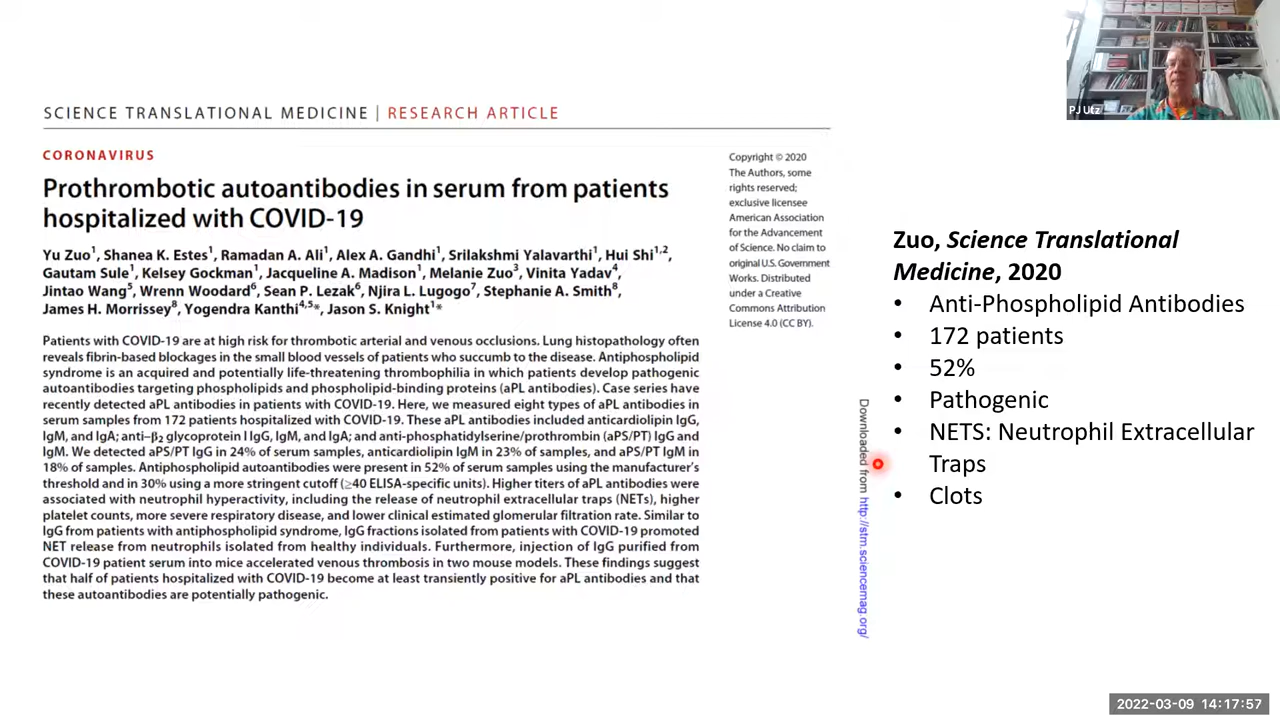 SCIENCE TRANSLATIONAL MEDICINE | RESEARCH ARTICLE
CORONAVIRUS
Prothrombotic autoantibodies in serum from patients
hospitalized with COVID-19
Yu Zuo1, Shanea K. Estes1, Ramadan A. Ali1, Alex A. Gandhi1, Srilakshmi Yalavarthi1, Hui Shi1,2,
Gautam Sule1, Kelsey Gockman1, Jacqueline A. Madison1, Melanie Zuo3, Vinita Yadav4,
Jintao Wang5, Wrenn Woodard6, Sean P. Lezak6, Njira L. Lugogo7, Stephanie A. Smith8,
James H. Morrissey8, Yogendra Kanthi4,5*, Jason S. Knight1*
Patients with COVID-19 are at high risk for thrombotic arterial and venous occlusions. Lung histopathology often
reveals fibrin-based blockages in the small blood vessels of patients who succumb to the disease. Antiphospholipid
syndrome is an acquired and potentially life-threatening thrombophilia in which patients develop pathogenic
autoantibodies targeting phospholipids and phospholipid-binding proteins (aPL antibodies). Case series have
recently detected aPL antibodies in patients with COVID-19. Here, we measured eight types of aPL antibodies in
serum samples from 172 patients hospitalized with COVID-19. These aPL antibodies included anticardiolipin IgG,
IgM, and IgA; anti–β2 glycoprotein I IgG, IgM, and IgA; and anti-phosphatidylserine/prothrombin (aPS/PT) IgG and
IgM. We detected aPS/PT IgG in 24% of serum samples, anticardiolipin IgM in 23% of samples, and aPS/PT IgM in
18% of samples. Antiphospholipid autoantibodies were present in 52% of serum samples using the manufacturer's
threshold and in 30% using a more stringent cutoff (≥40 ELISA-specific units). Higher titers of aPL antibodies were
associated with neutrophil hyperactivity, including the release of neutrophil extracellular traps (NETs), higher
platelet counts, more severe respiratory disease, and lower clinical estimated glomerular filtration rate. Similar to
IgG from patients with antiphospholipid syndrome, IgG fractions isolated from patients with COVID-19 promoted
NET release from neutrophils isolated from healthy individuals. Furthermore, injection of IgG purified from
COVID-19 patient serum into mice accelerated venous thrombosis in two mouse models. These findings suggest
that half of patients hospitalized with COVID-19 become at least transiently positive for aPL antibodies and that
these autoantibodies are potentially pathogenic.
Copyright © 2020
The Authors, some
rights reserved;
exclusive licensee
American Association
for the Advancement
of Science. No claim to
original U.S. Government
Works. Distributed
under a Creative
Commons Attribution
License 4.0 (CC BY).
Downloaded from http://stm.sciencemag.org/
PJ Utz
Zuo, Science Translational
Medicine, 2020
• Anti-Phospholipid Antibodies
• 172 patients
• 52%
• Pathogenic
• NETS: Neutrophil Extracellular
Traps
• Clots
2022-03-09 14:17:57